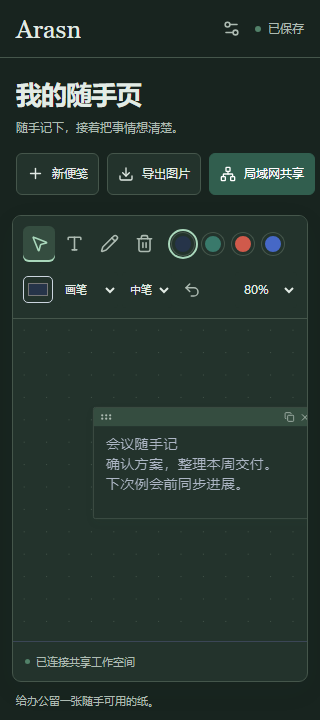 Arasn
已保存
我的随手页
随手记下，接着把事情想清楚。
新便笺 导出图片 局域网共享
画笔 中笔 80%
会议随手记
确认方案，整理本周交付。
下次例会前同步进展。
已连接共享工作空间
给办公留一张随手可用的纸。